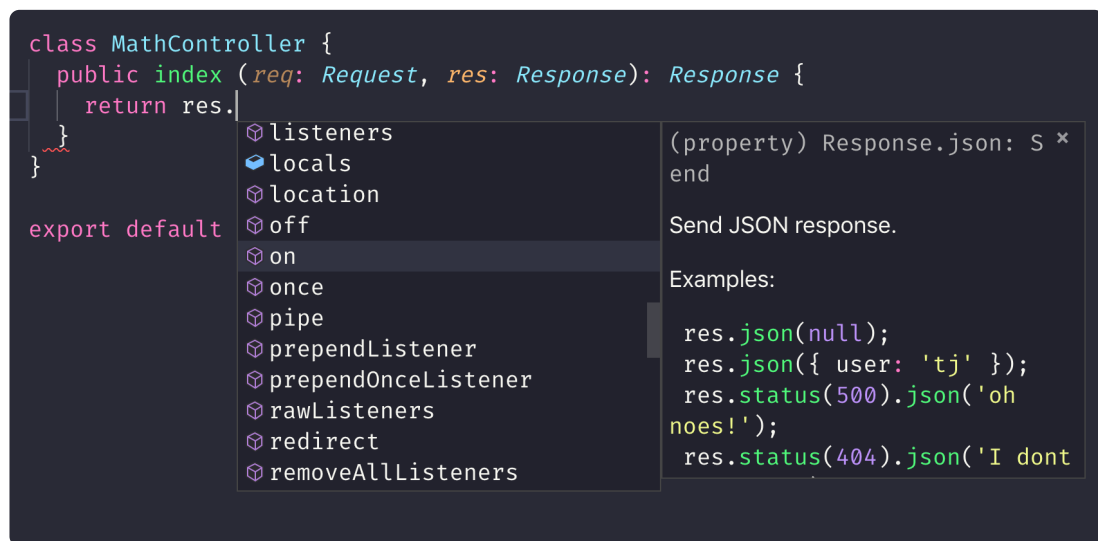 class MathController {
public index (req: Request, res: Response): Response {
return res.
}
}
export default
listeners
locals
location
off
on
once
pipe
prependListener
prependOnceListener
rawListeners
redirect
removeAllListeners
(property) Response.json: S
end
Send JSON response.
Examples:
res.json(null);
res.json({ user: 'tj' });
res.status(500).json('oh
noes!');
res.status(404).json('I dont